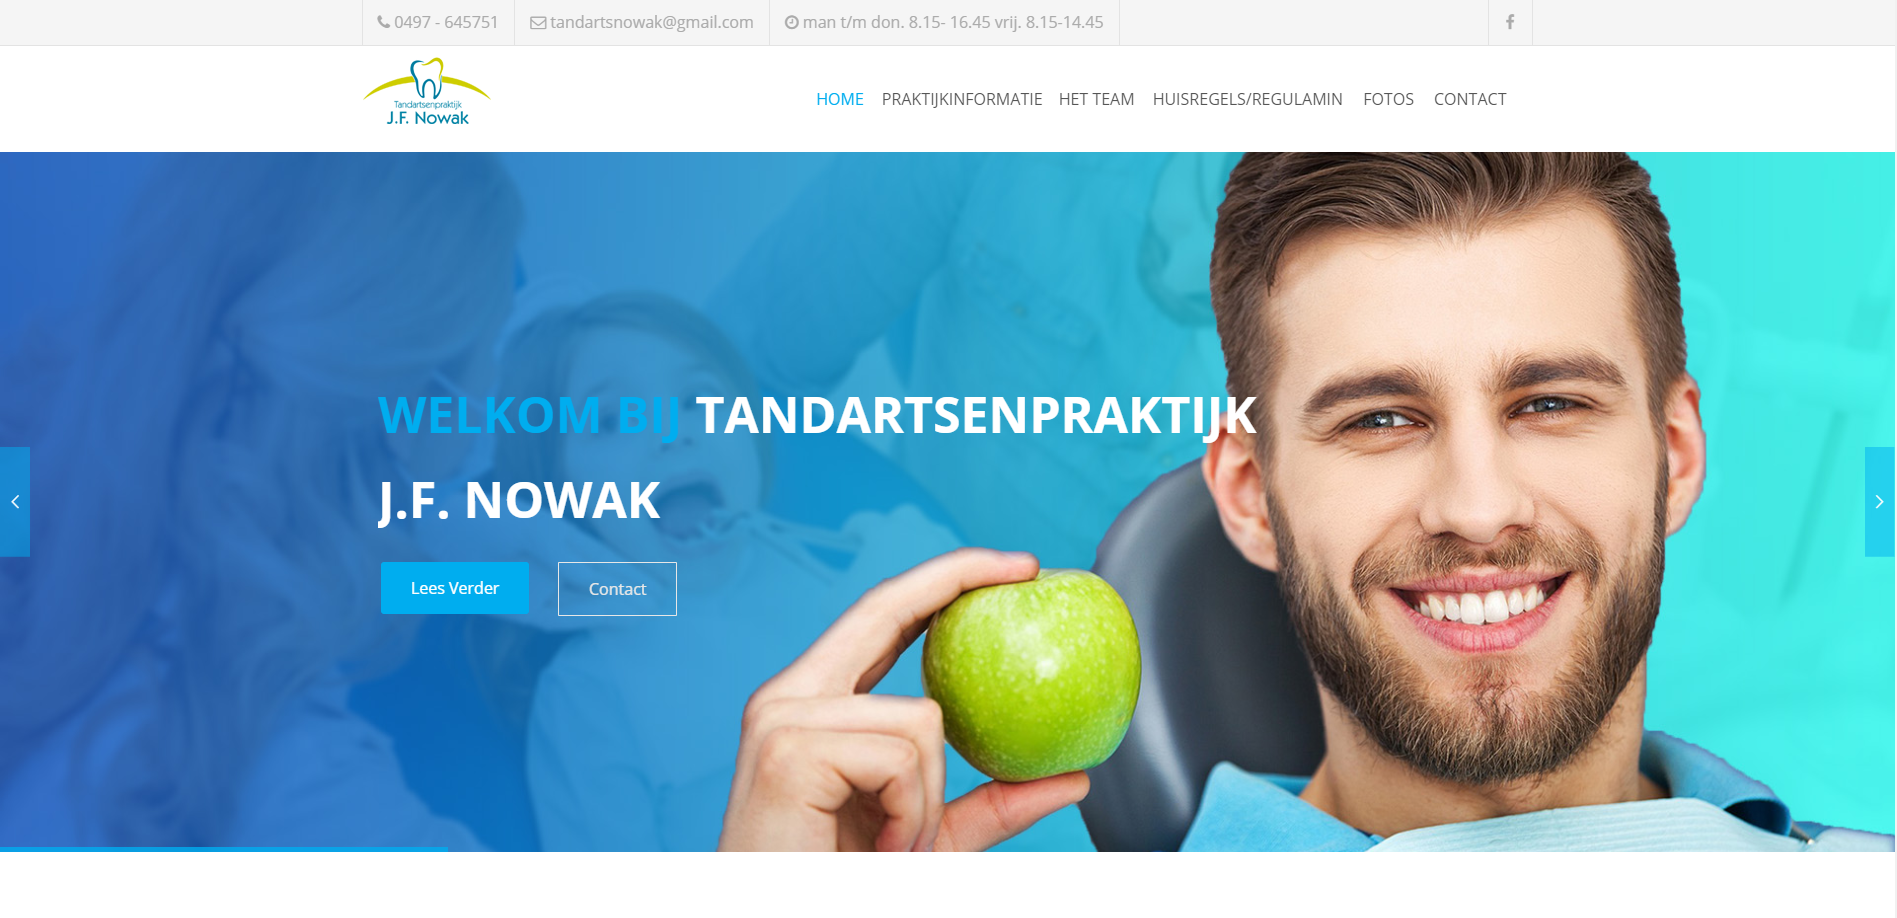 0497 - 645751
tandartsnowak@gmail.com
man t/m don. 8.15- 16.45 vrij. 8.15-14.45
Tandartsenpraktijk
J.F. Nowak
HOME
PRAKTIJKINFORMATIE
HET TEAM
HUISREGELS/REGULAMIN
FOTOS
CONTACT
WELKOM BIJ TANDARTSENPRAKTIJK
J.F. NOWAK
Lees Verder
Contact